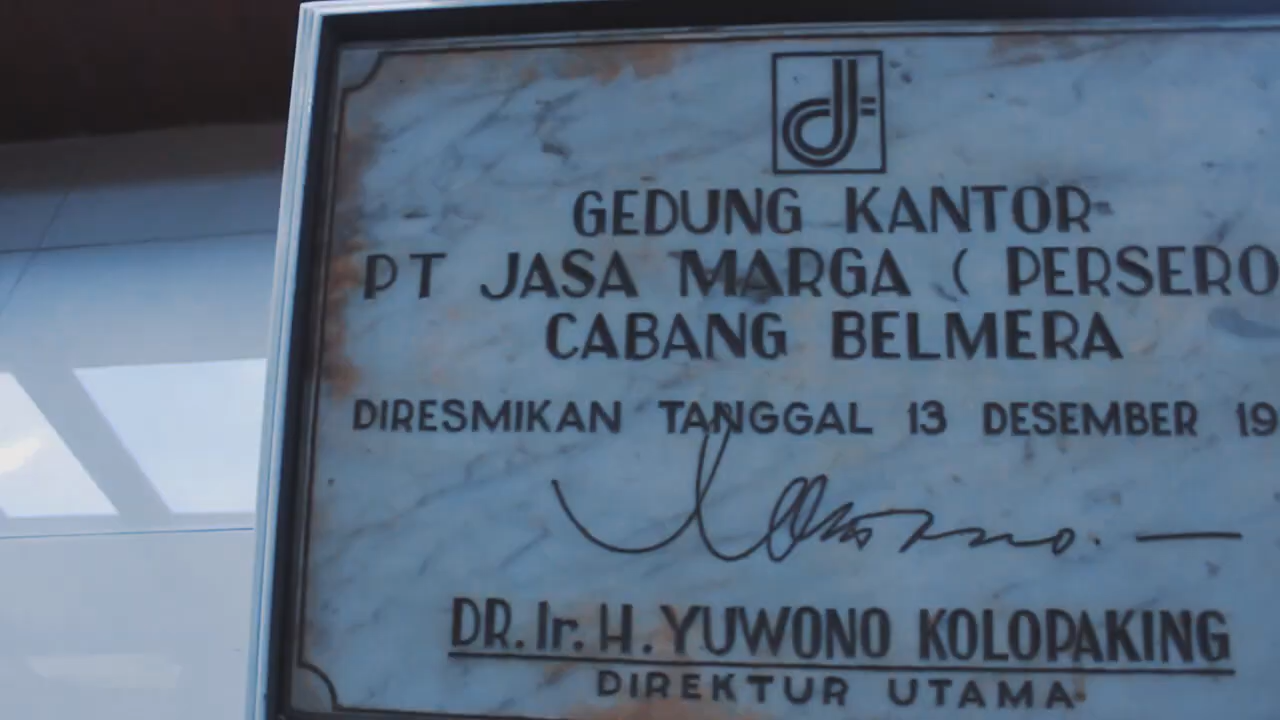 GEDUNG KANTOR
PT JASA MARGA ( PERSERO
CABANG BELMERA
DIRESMIKAN TANGGAL 13 DESEMBER 19
DR. Ir. H. YUWONO KOLOPAKING
DIREKTUR UTAMA